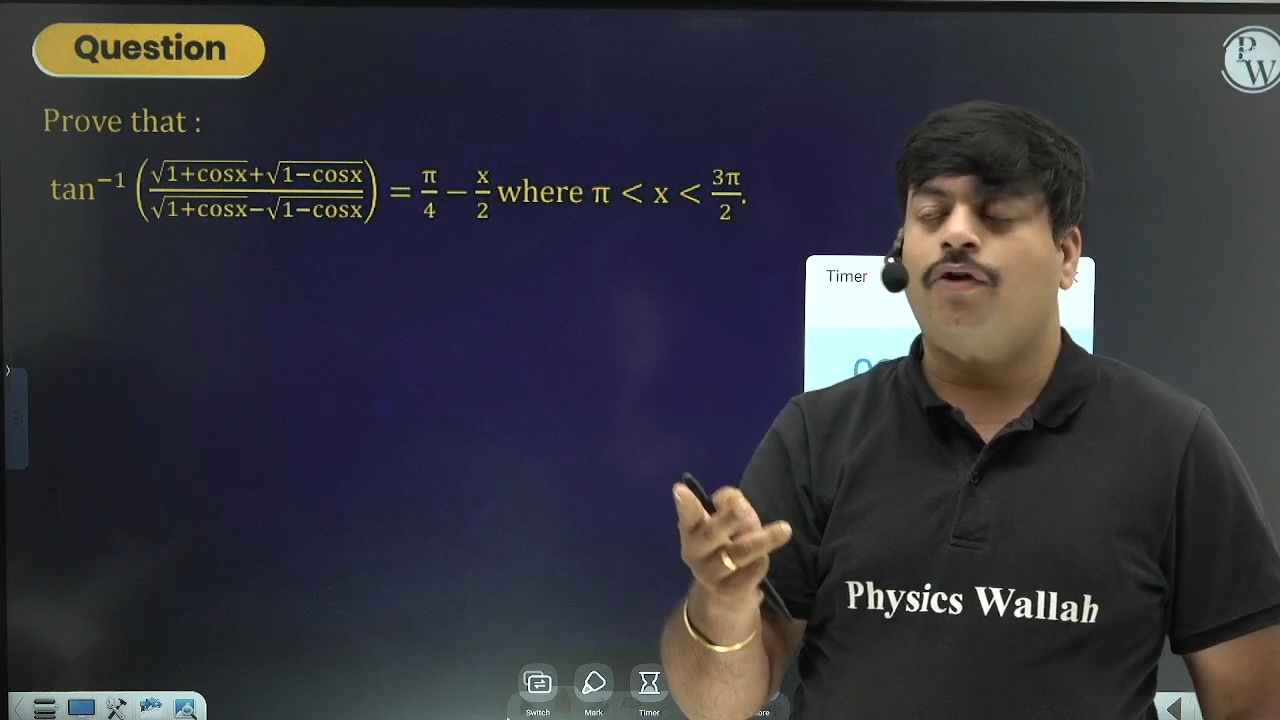 Question
PW
Prove that :
tan⁻¹ (√1+cosx+√1−cosx / √1+cosx−√1−cosx) = π/4 − x/2 where π < x < 3π/2.
Timer
Physics Wallah
Switch
Mark
Timer